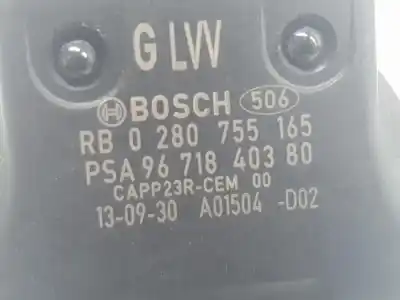 G LVV
BOSCH 506
RB 0 280 755 165
PSA 96 718 403 80
CAPP23R-CEM 00
13-09-30 A01504 -D02